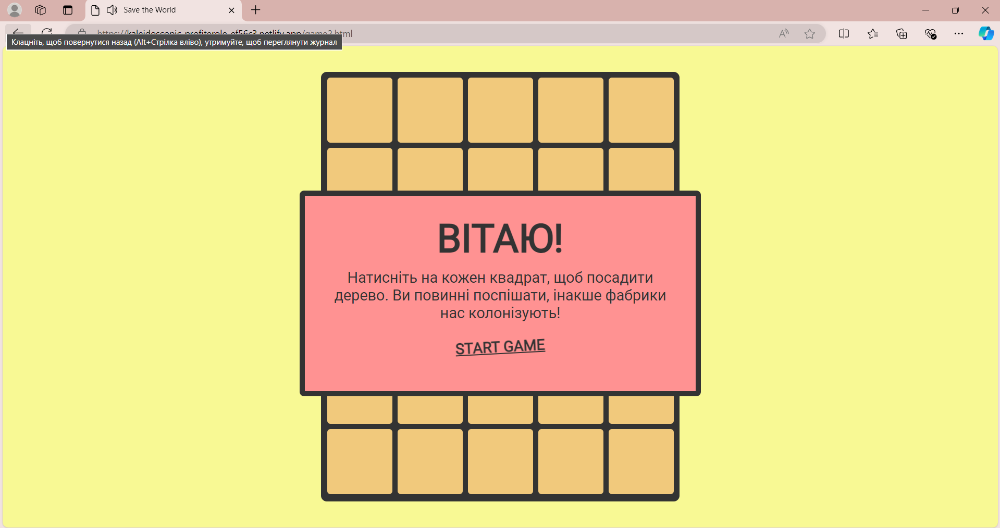 Save the World
https://kaleidoscopic-profiterole-ef56c3.netlify.app/game2.html
Клацніть, щоб повернутися назад (Alt+Стрілка вліво), утримуйте, щоб переглянути журнал
ВІТАЮ!
Натисніть на кожен квадрат, щоб посадити
дерево. Ви повинні поспішати, інакше фабрики
нас колонізують!
START GAME